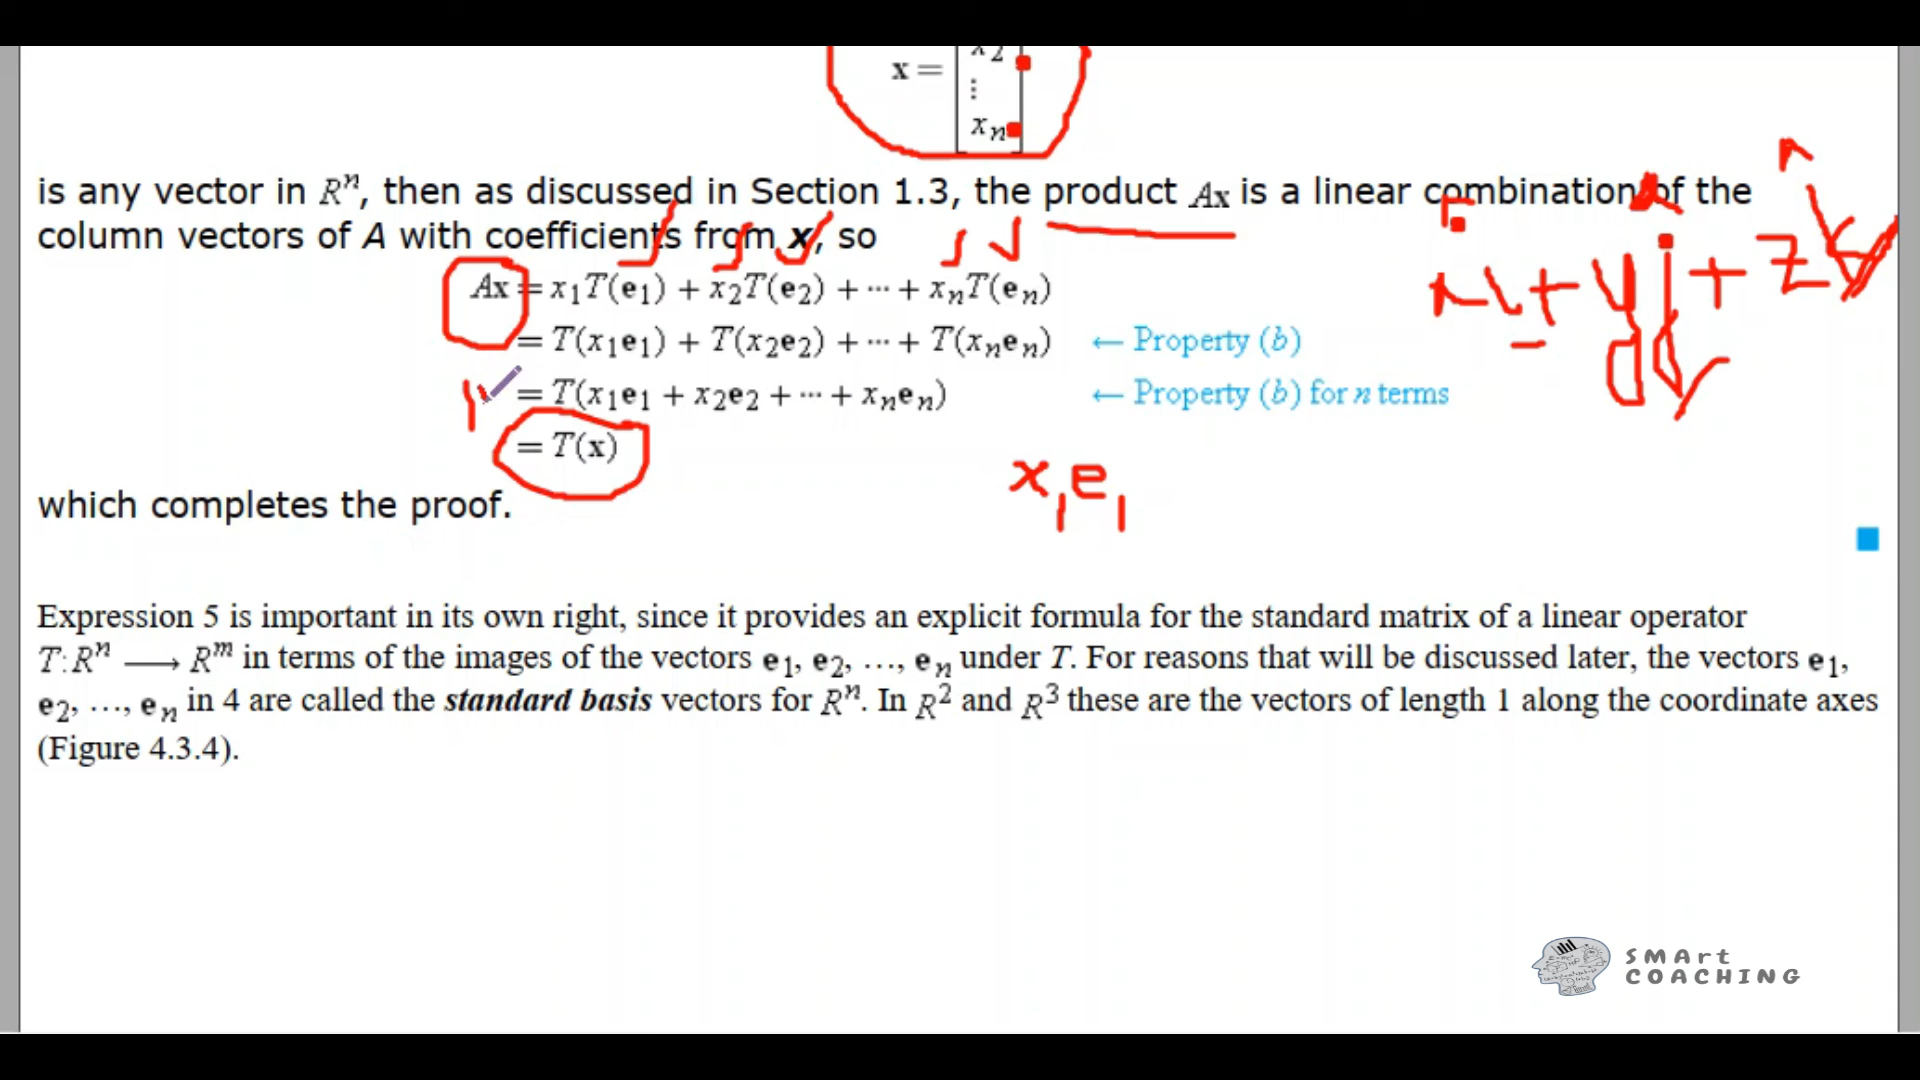 x2
x = ⋮
xn
is any vector in Rⁿ, then as discussed in Section 1.3, the product Ax is a linear combination of the
column vectors of A with coefficients from x, so
Ax = x₁T(e₁) + x₂T(e₂) + ··· + xₙT(eₙ)
= T(x₁e₁) + T(x₂e₂) + ··· + T(xₙeₙ) ← Property (b)
= T(x₁e₁ + x₂e₂ + ··· + xₙeₙ) ← Property (b) for n terms
= T(x)
x₁e₁
which completes the proof.
Expression 5 is important in its own right, since it provides an explicit formula for the standard matrix of a linear operator
T:Rⁿ ⟶ Rᵐ in terms of the images of the vectors e₁, e₂, ..., eₙ under T. For reasons that will be discussed later, the vectors e₁,
e₂, ..., eₙ in 4 are called the standard basis vectors for Rⁿ. In R² and R³ these are the vectors of length 1 along the coordinate axes
(Figure 4.3.4).
SMArt
COACHING